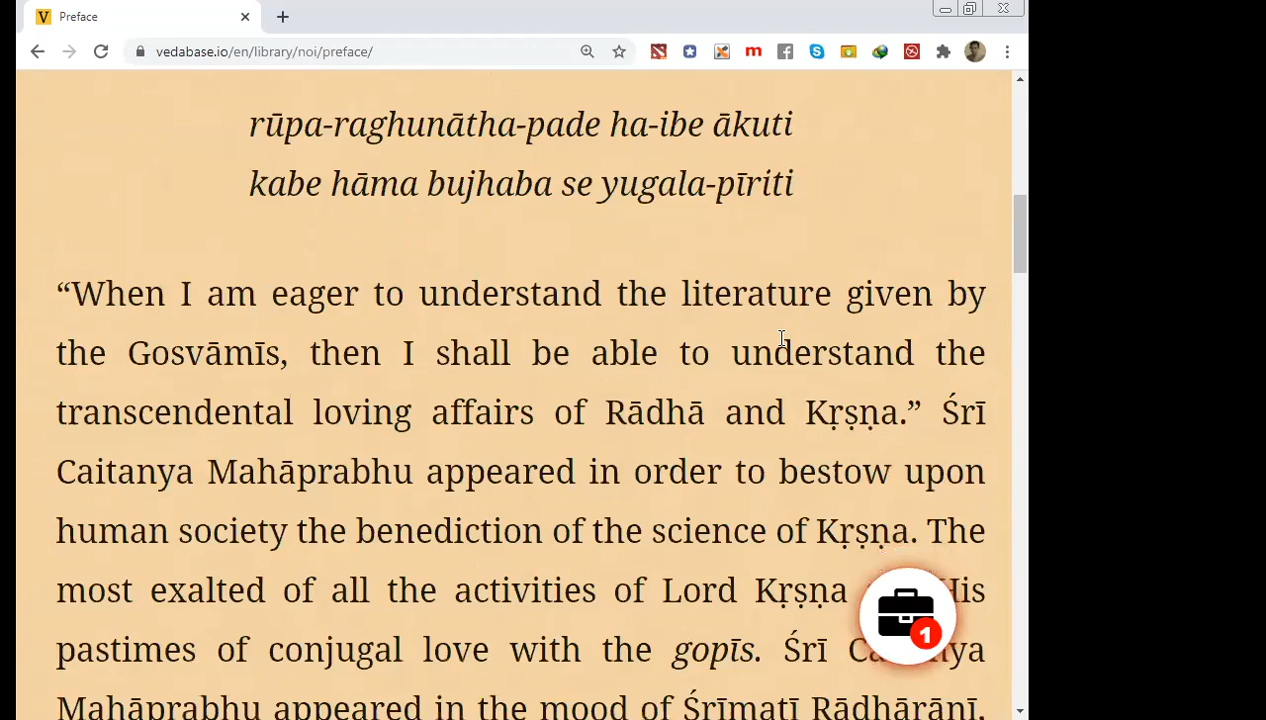 Preface
vedabase.io/en/library/noi/preface/
rūpa-raghunātha-pade ha-ibe ākuti
kabe hāma bujhaba se yugala-pīriti
“When I am eager to understand the literature given by
the Gosvāmīs, then I shall be able to understand the
transcendental loving affairs of Rādhā and Kṛṣṇa.” Śrī
Caitanya Mahāprabhu appeared in order to bestow upon
human society the benediction of the science of Kṛṣṇa. The
most exalted of all the activities of Lord Kṛṣṇa His
pastimes of conjugal love with the gopīs. Śrī
Mahāprabhu appeared in the mood of Śrīmatī Rādhārāṇī,
1